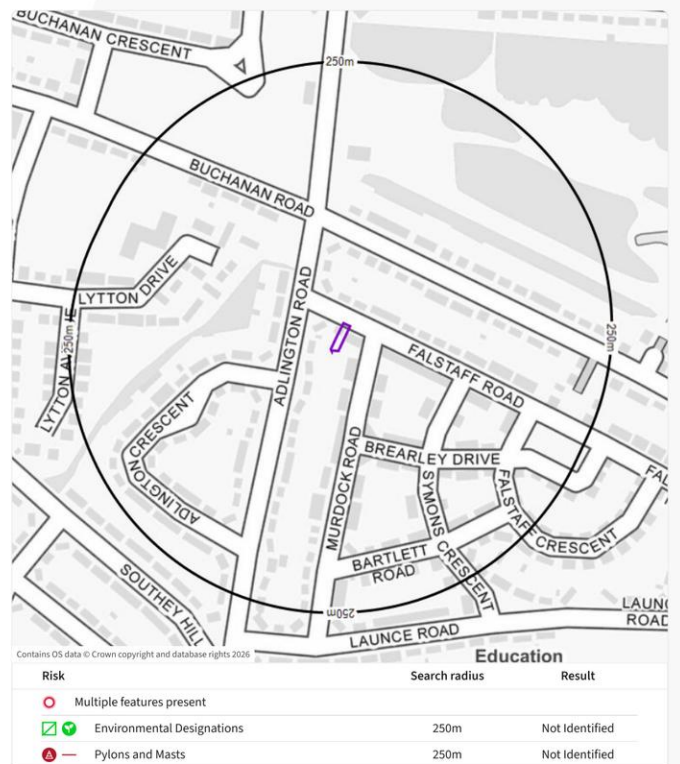 BUCHANAN CRESCENT
250m
BUCHANAN ROAD
LYTTON DRIVE
ADLINGTON ROAD
250m
250m
LYTTON
FALSTAFF ROAD
ADLINGTON CRESCENT
MURDOCK ROAD
BREARLEY DRIVE
SYMONS CRESCENT
FALSTAFF CRESCENT
FAL
BARTLETT
ROAD
SOUTHEY HILL
250m
LAUNCE ROAD
LAUNC
ROAD
Contains OS data © Crown copyright and database rights 2026
Education
Risk Search radius Result
Multiple features present
Environmental Designations 250m Not Identified
Pylons and Masts 250m Not Identified